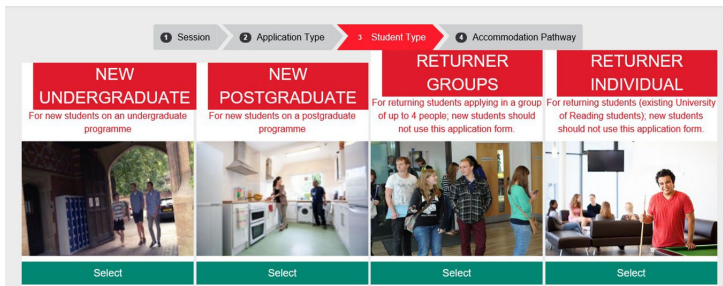 1 Session 2 Application Type 3 Student Type 4 Accommodation Pathway
NEW
UNDERGRADUATE
For new students on an undergraduate
programme
Select
NEW
POSTGRADUATE
For new students on a postgraduate
programme
Select
RETURNER
GROUPS
For returning students applying in a group
of up to 4 people; new students should
not use this application form.
Select
RETURNER
INDIVIDUAL
For returning students (existing University
of Reading students); new students
should not use this application form.
Select